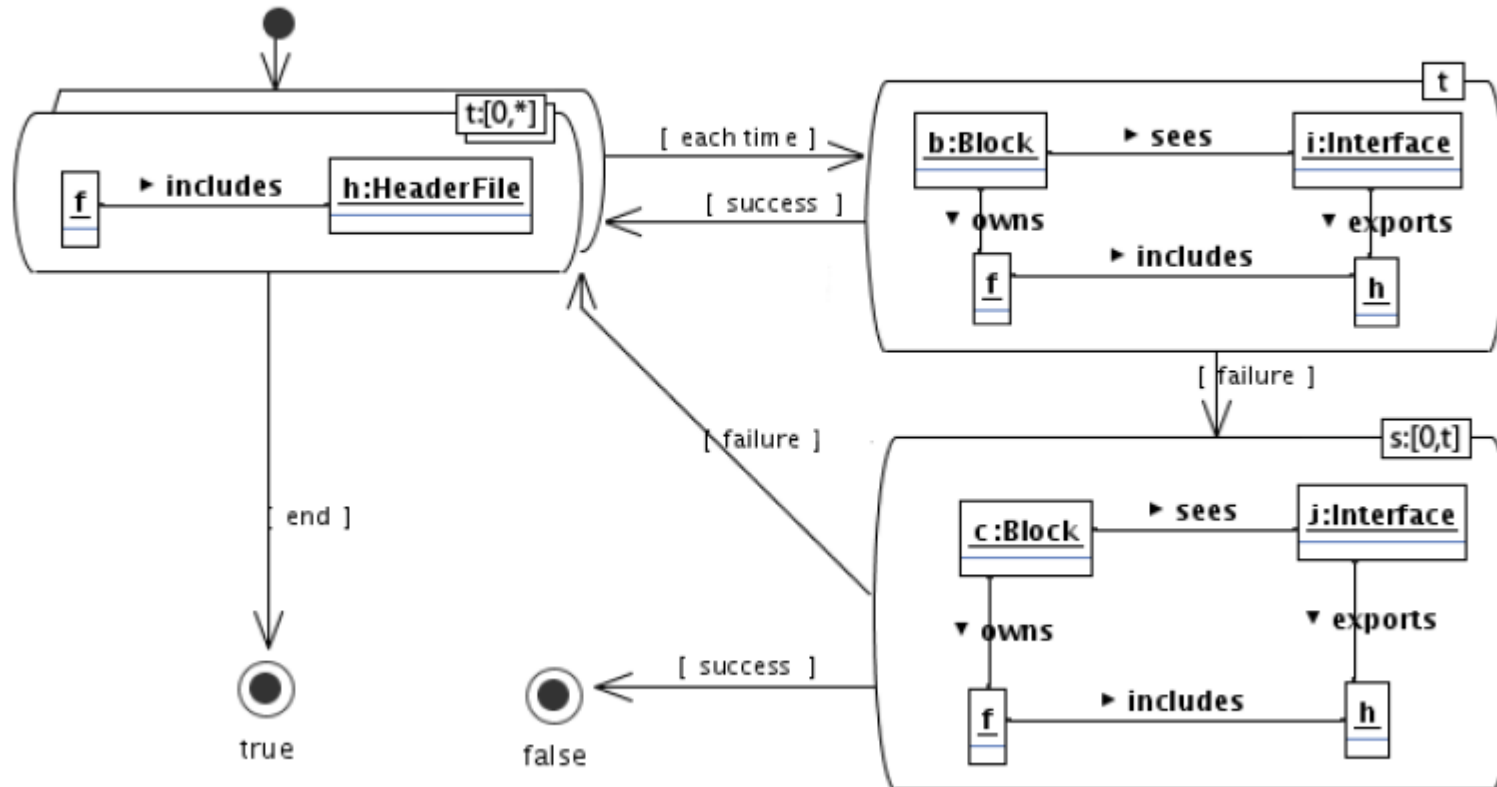 t:[0,*]
f
▶ includes
h:HeaderFile
[ each time ]
[ success ]
t
b:Block
▶ sees
i:Interface
▼ owns
▼ exports
f
▶ includes
h
[ failure ]
[ failure ]
s:[0,t]
c:Block
▶ sees
j:Interface
▼ owns
▼ exports
f
▶ includes
h
[ end ]
[ success ]
true
false